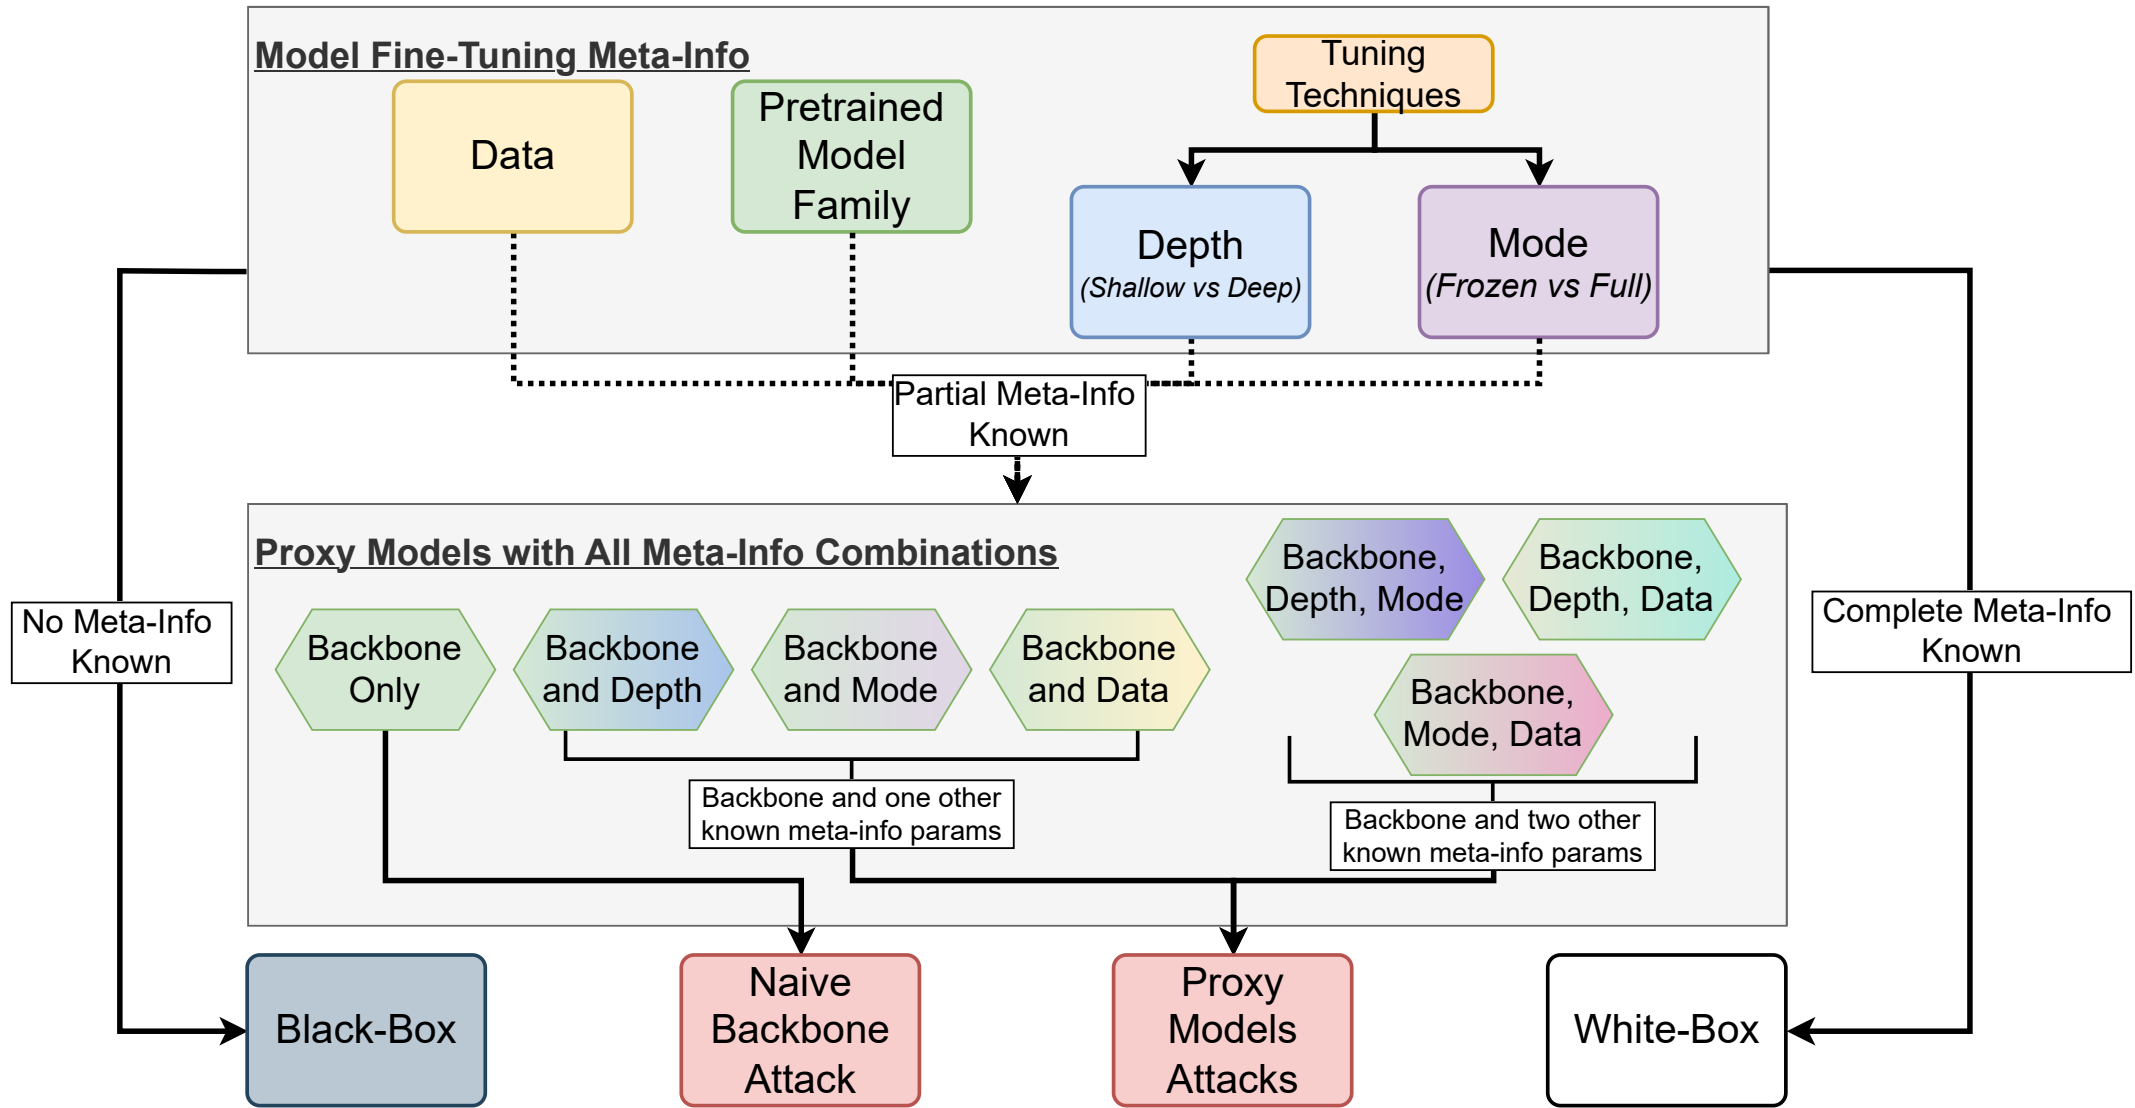 Model Fine-Tuning Meta-Info
Data
Pretrained
Model
Family
Tuning
Techniques
Depth
(Shallow vs Deep)
Mode
(Frozen vs Full)
Partial Meta-Info
Known
No Meta-Info
Known
Complete Meta-Info
Known
Proxy Models with All Meta-Info Combinations
Backbone
Only
Backbone
and Depth
Backbone
and Mode
Backbone
and Data
Backbone,
Depth, Mode
Backbone,
Depth, Data
Backbone,
Mode, Data
Backbone and one other
known meta-info params
Backbone and two other
known meta-info params
Black-Box
Naive
Backbone
Attack
Proxy
Models
Attacks
White-Box